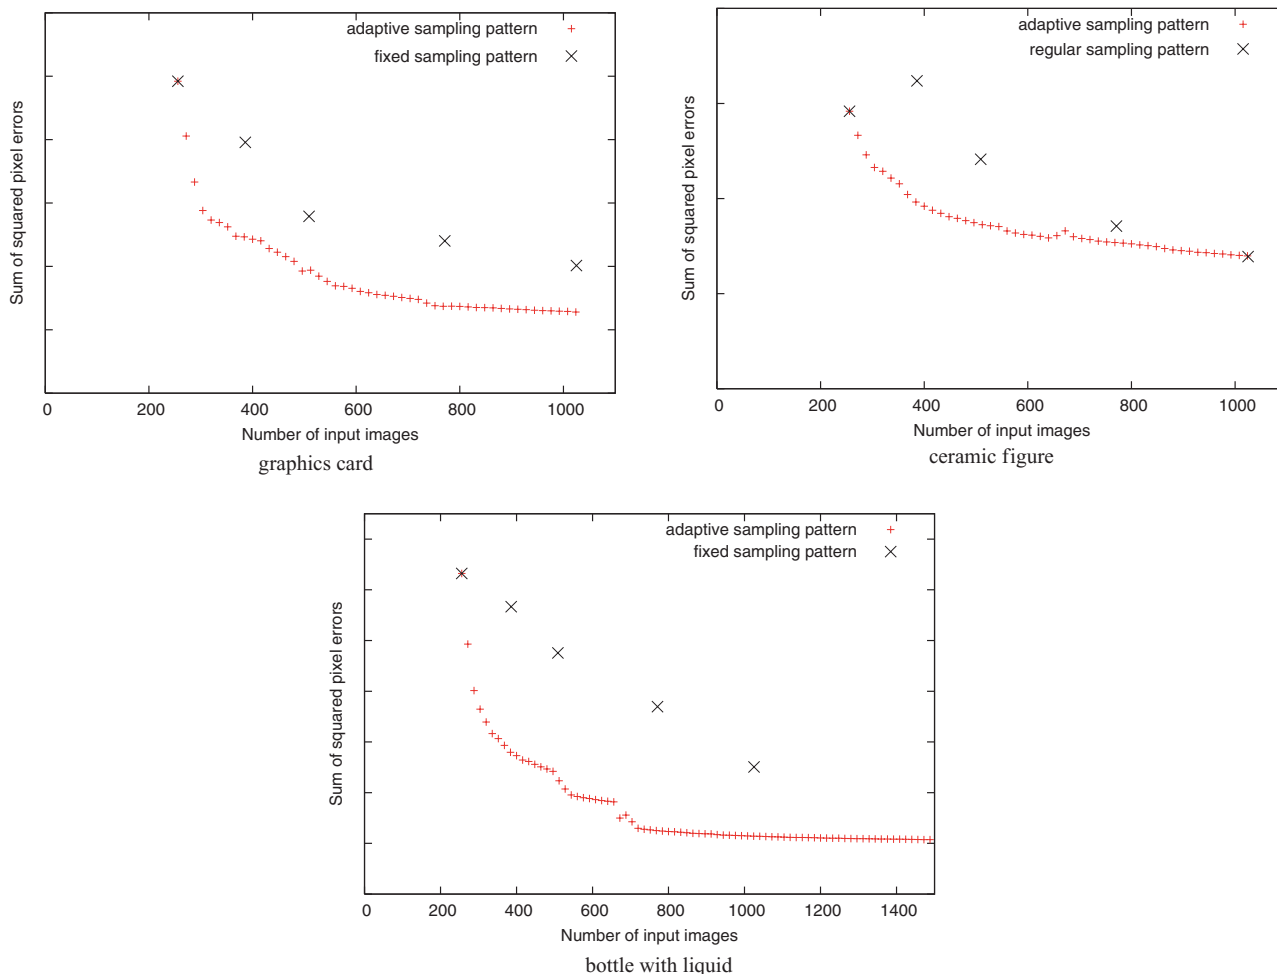 adaptive sampling pattern
fixed sampling pattern
Sum of squared pixel errors
0 200 400 600 800 1000
Number of input images
graphics card
adaptive sampling pattern
regular sampling pattern
Sum of squared pixel errors
0 200 400 600 800 1000
Number of input images
ceramic figure
adaptive sampling pattern
fixed sampling pattern
Sum of squared pixel errors
0 200 400 600 800 1000 1200 1400
Number of input images
bottle with liquid